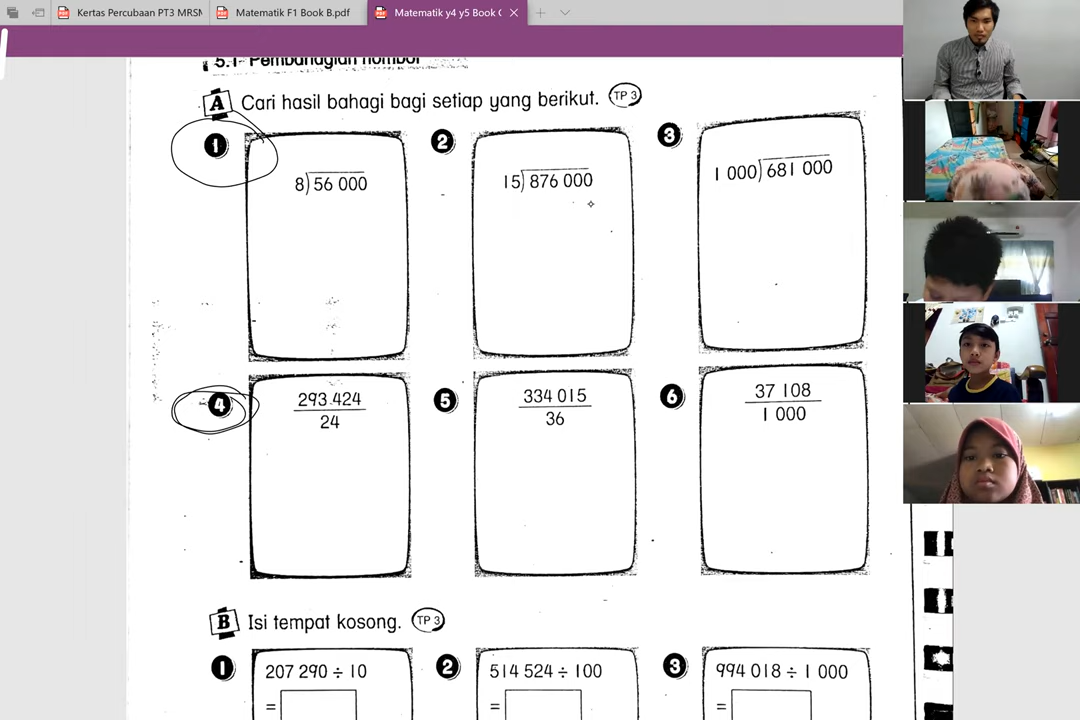 Kertas Percubaan PT3 MRSM
Matematik F1 Book B.pdf
Matematik y4 y5 Book
5.1 Pembahagian nombor
A Cari hasil bahagi bagi setiap yang berikut. TP 3
1 2 3
8)56 000 15)876 000 1 000)681 000
4 5 6
293 424 334 015 37 108
24 36 1 000
B Isi tempat kosong. TP 3
1 207 290 ÷ 10 2 514 524 ÷ 100 3 994 018 ÷ 1 000
= = =